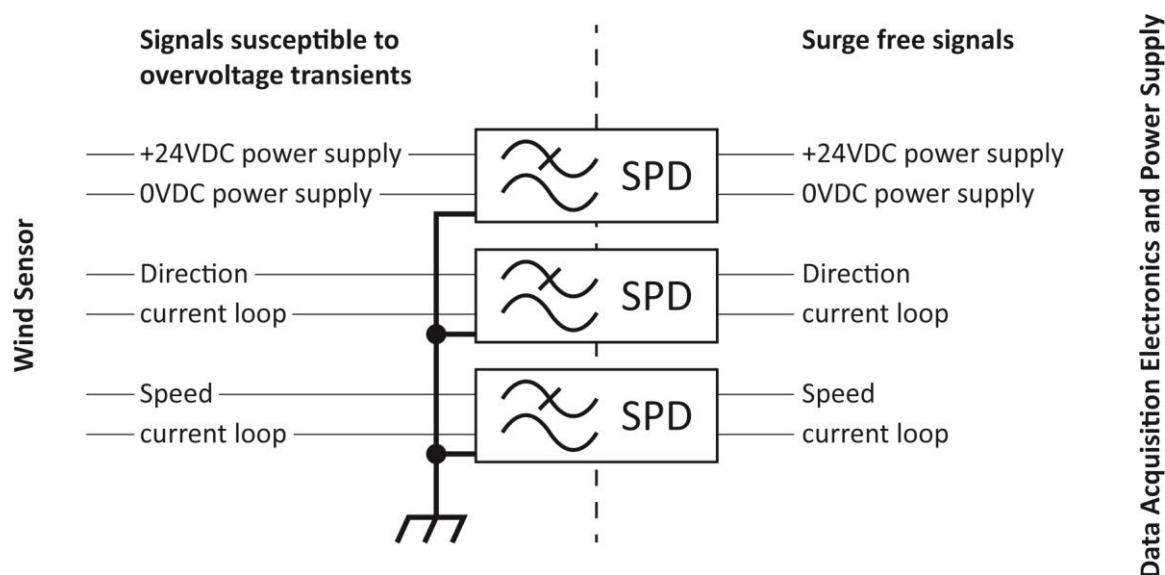 Signals susceptible to
overvoltage transients
Surge free signals
Wind Sensor
+24VDC power supply
0VDC power supply
SPD
+24VDC power supply
0VDC power supply
Direction
current loop
SPD
Direction
current loop
Speed
current loop
SPD
Speed
current loop
Data Acquisition Electronics and Power Supply